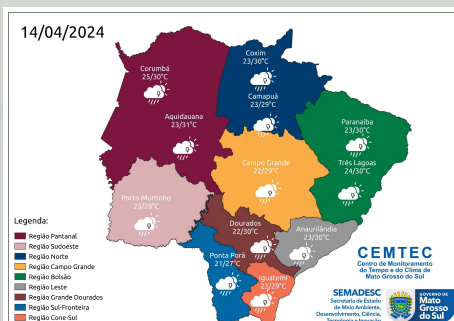 14/04/2024
Coxim
23/30°C
Corumbá
25/30°C
Camapuã
23/29°C
Aquidauana
23/31°C
Paranaíba
23/30°C
Campo Grande
22/29°C
Três Lagoas
24/30°C
Porto Murtinho
23/28°C
Dourados
22/30°C
Anaurilândia
23/30°C
Ponta Porã
21/27°C
Iguatemi
23/29°C
Legenda:
Região Pantanal
Região Sudoeste
Região Norte
Região Campo Grande
Região Bolsão
Região Leste
Região Grande Dourados
Região Sul-Fronteira
Região Cone-Sul
CEMTEC
Centro de Monitoramento
do Tempo e do Clima de
Mato Grosso do Sul
SEMADESC
Secretaria de Estado
de Meio Ambiente,
Desenvolvimento, Ciência,
Tecnologia e Inovação
GOVERNO DE
Mato
Grosso
do Sul